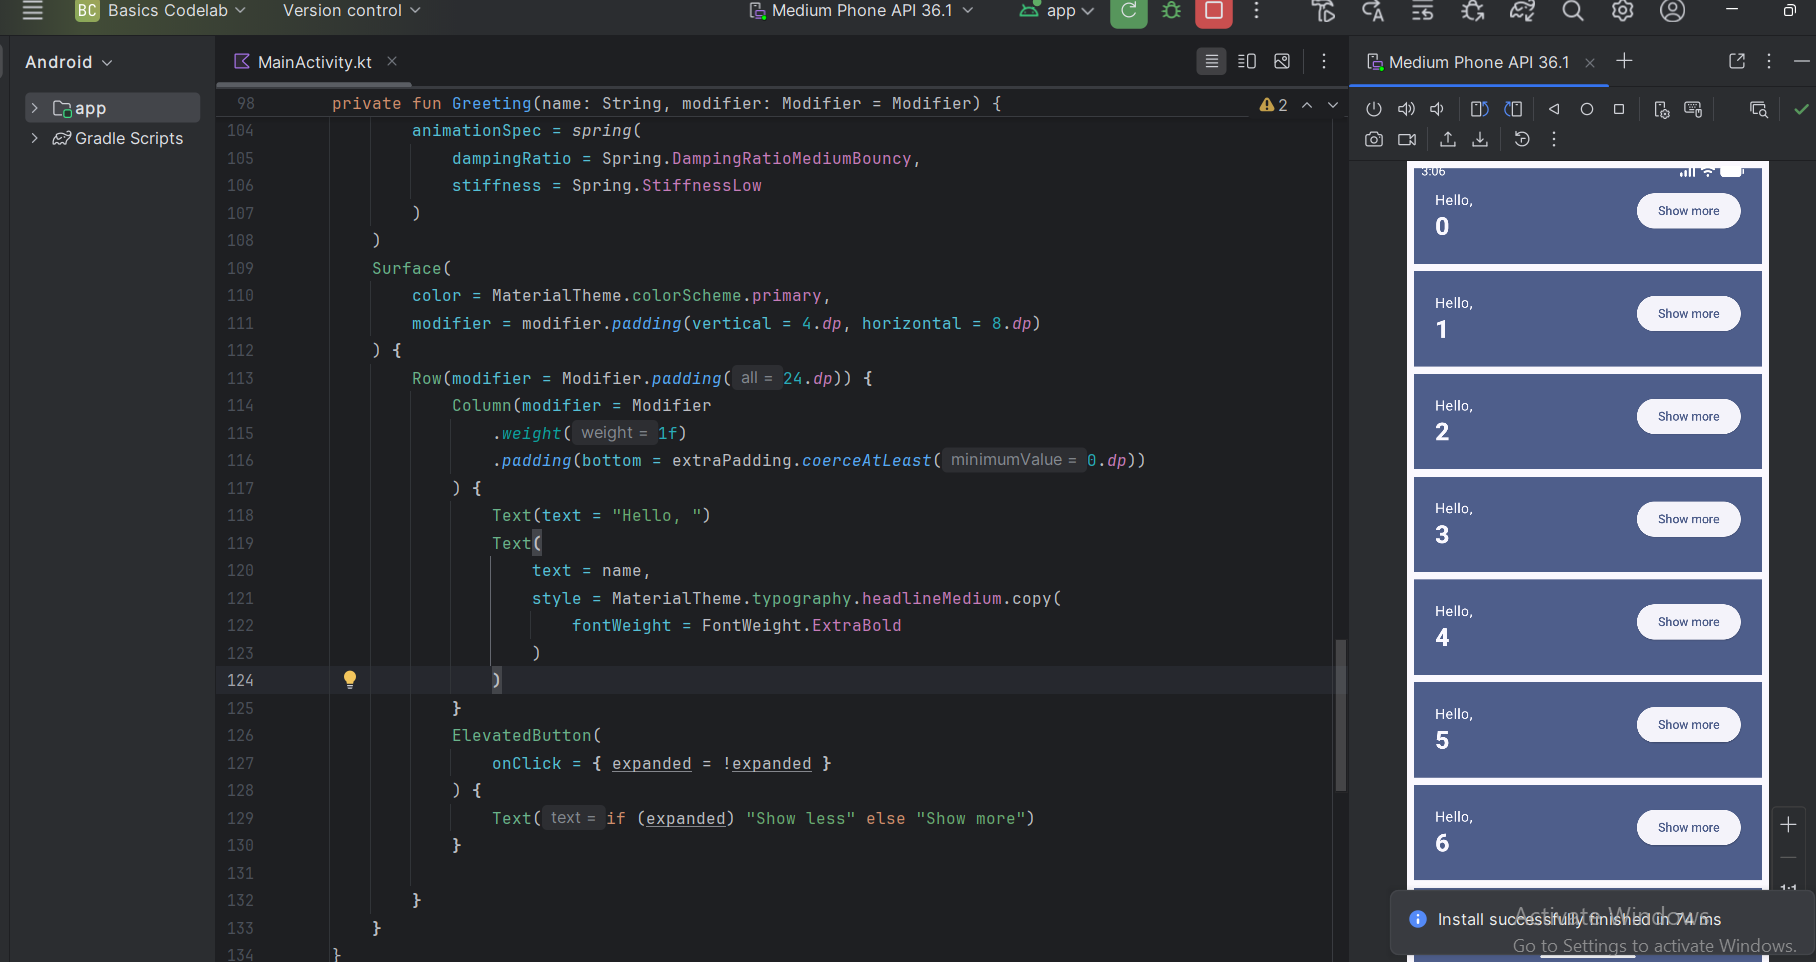 BC Basics Codelab Version control Medium Phone API 36.1 app
Android
MainActivity.kt
Medium Phone API 36.1
app
Gradle Scripts
98 private fun Greeting(name: String, modifier: Modifier = Modifier) { 2
104 animationSpec = spring(
105 dampingRatio = Spring.DampingRatioMediumBouncy,
106 stiffness = Spring.StiffnessLow
107 )
108 )
109 Surface(
110 color = MaterialTheme.colorScheme.primary,
111 modifier = modifier.padding(vertical = 4.dp, horizontal = 8.dp)
112 ) {
113 Row(modifier = Modifier.padding( all = 24.dp)) {
114 Column(modifier = Modifier
115 .weight( weight = 1f)
116 .padding(bottom = extraPadding.coerceAtLeast( minimumValue = 0.dp))
117 ) {
118 Text(text = "Hello, ")
119 Text(
120 text = name,
121 style = MaterialTheme.typography.headlineMedium.copy(
122 fontWeight = FontWeight.ExtraBold
123 )
124 )
125 }
126 ElevatedButton(
127 onClick = { expanded = !expanded }
128 ) {
129 Text( text = if (expanded) "Show less" else "Show more")
130 }
131
132 }
133 }
134 }
3:06
Hello,
0
Show more
Hello,
1
Show more
Hello,
2
Show more
Hello,
3
Show more
Hello,
4
Show more
Hello,
5
Show more
Hello,
6
Show more
1:1
Install successfully finished in 74 ms
Activate Windows
Go to Settings to activate Windows.